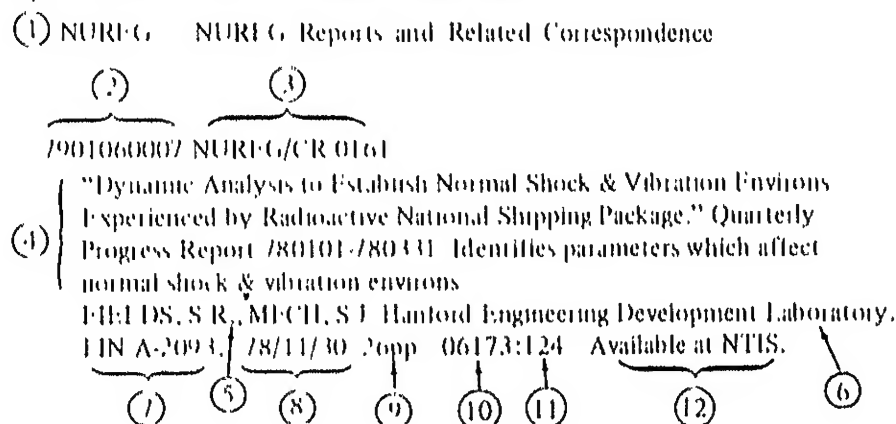 (1) NUREG NUREG Reports and Related Correspondence
(2) (3)
7901060007 NUREG/CR 0161
"Dynamic Analysis to Establish Normal Shock & Vibration Environs
Experienced by Radioactive National Shipping Package." Quarterly
(4) Progress Report 780101-780331 Identifies parameters which affect
normal shock & vibration environs
FIELDS, S R., MECH, S J Hanford Engineering Development Laboratory.
FIN A-2093. 78/11/30 26pp 06173:124 Available at NTIS.
(7) (5) (8) (9) (10) (11) (12) (6)